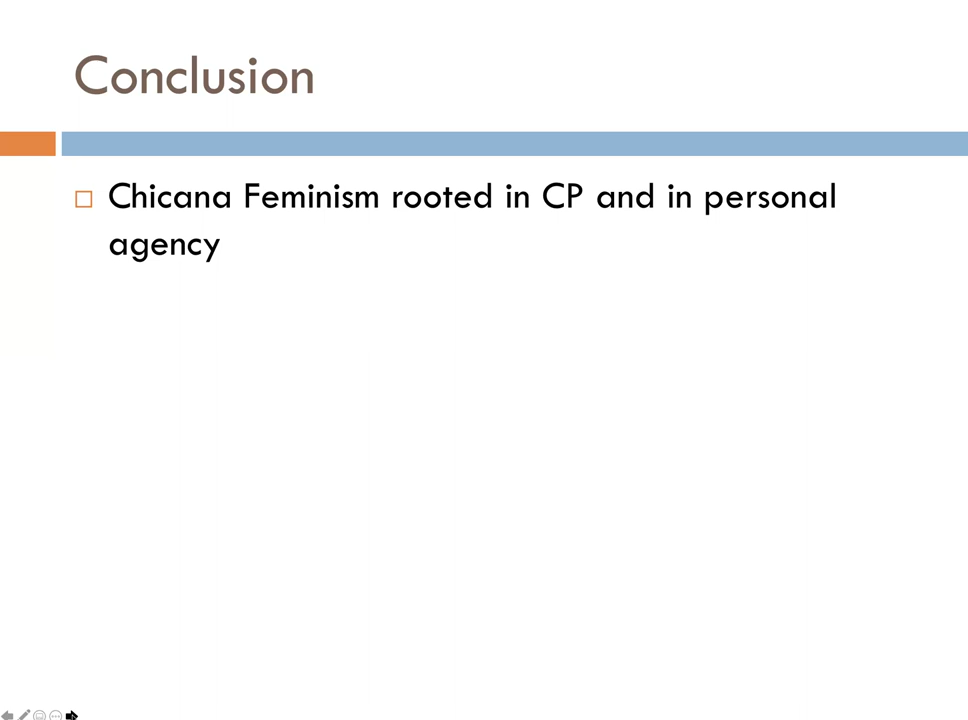 Conclusion
Chicana Feminism rooted in CP and in personal
agency